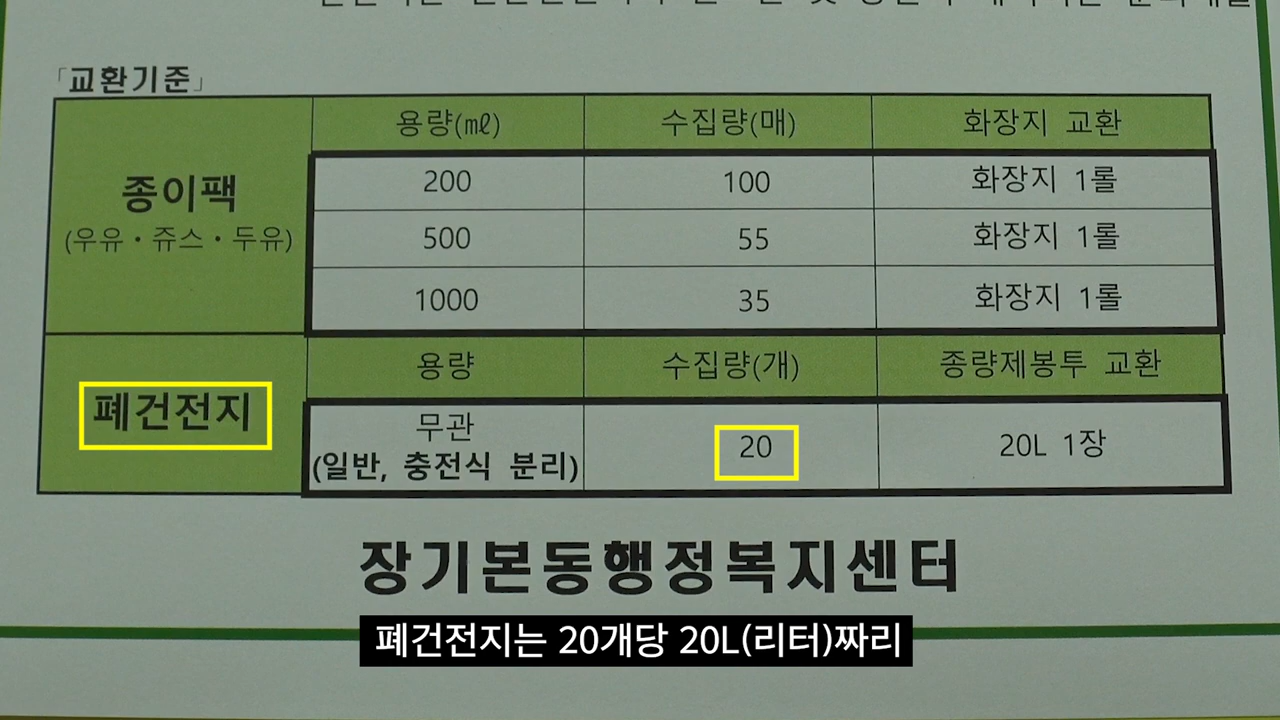 「교환기준」
용량(㎖) 수집량(매) 화장지 교환
종이팩
(우유・쥬스・두유)
200 100 화장지 1롤
500 55 화장지 1롤
1000 35 화장지 1롤
용량 수집량(개) 종량제봉투 교환
폐건전지
무관
(일반, 충전식 분리)
20 20L 1장
장기본동행정복지센터
폐건전지는 20개당 20L(리터)짜리